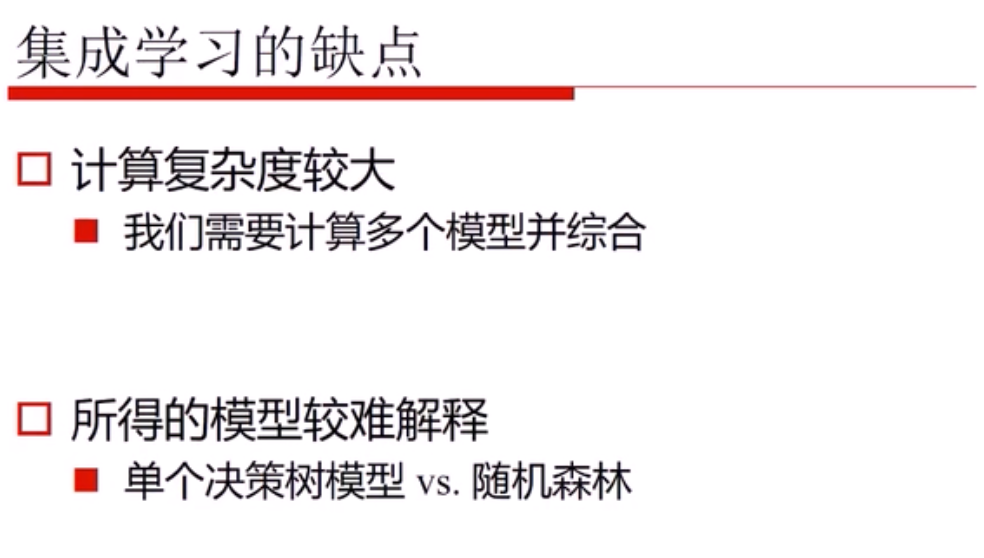 集成学习的缺点
计算复杂度较大
我们需要计算多个模型并综合
所得的模型较难解释
单个决策树模型 vs. 随机森林